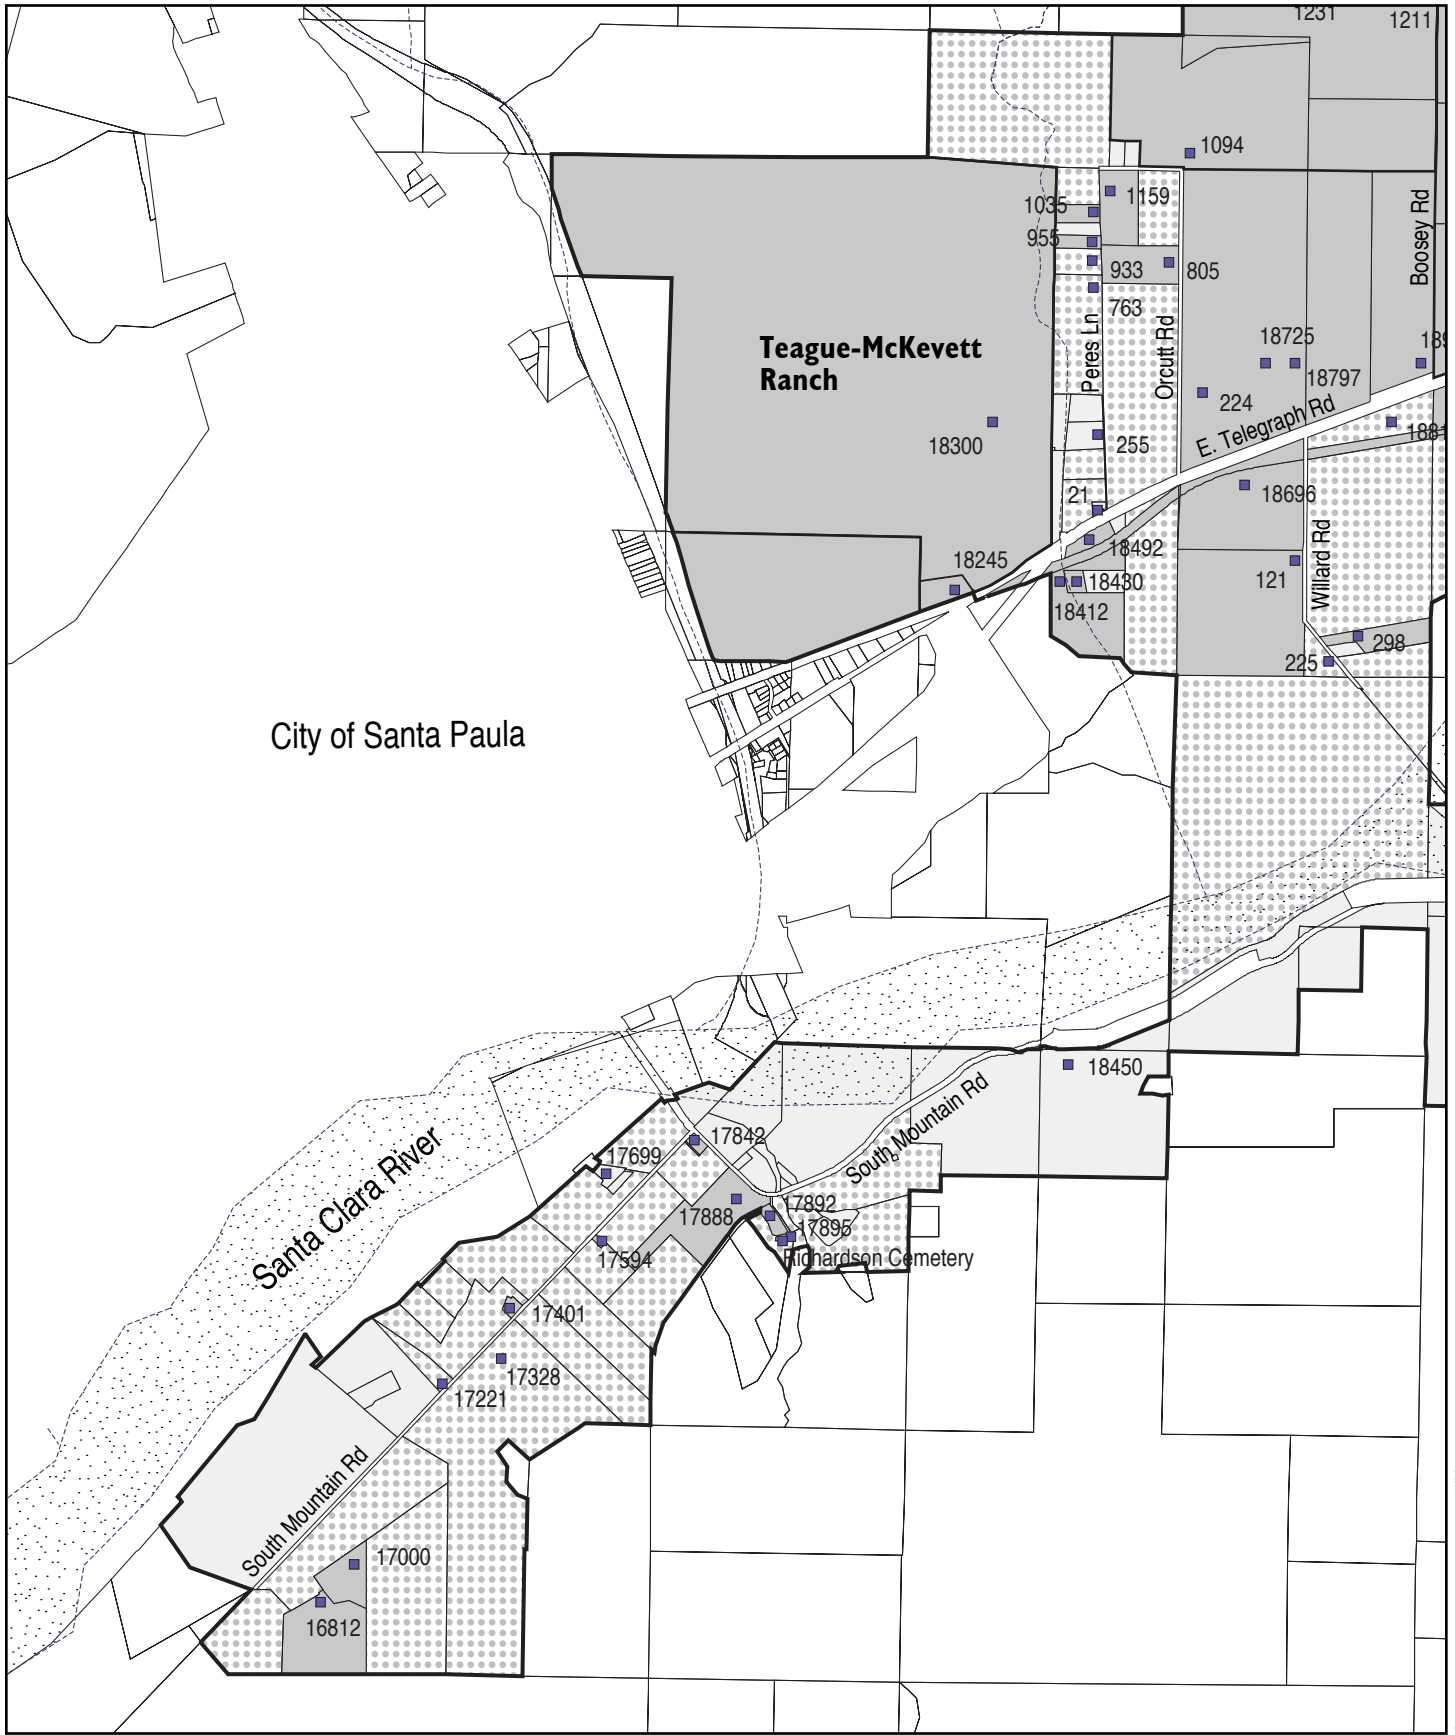 1231
1211
1094
1035
1159
955
933
805
763
Boosey Rd
Teague-McKevett
Ranch
Peres Ln
Orcutt Rd
18725
18797
224
E. Telegraph Rd
18300
255
21
18696
18492
Willard Rd
18245
18430
121
18412
298
225
City of Santa Paula
18450
South Mountain Rd
17842
17699
Santa Clara River
17892
17888
17895
17594
Richardson Cemetery
17401
17328
17221
South Mountain Rd
17000
16812